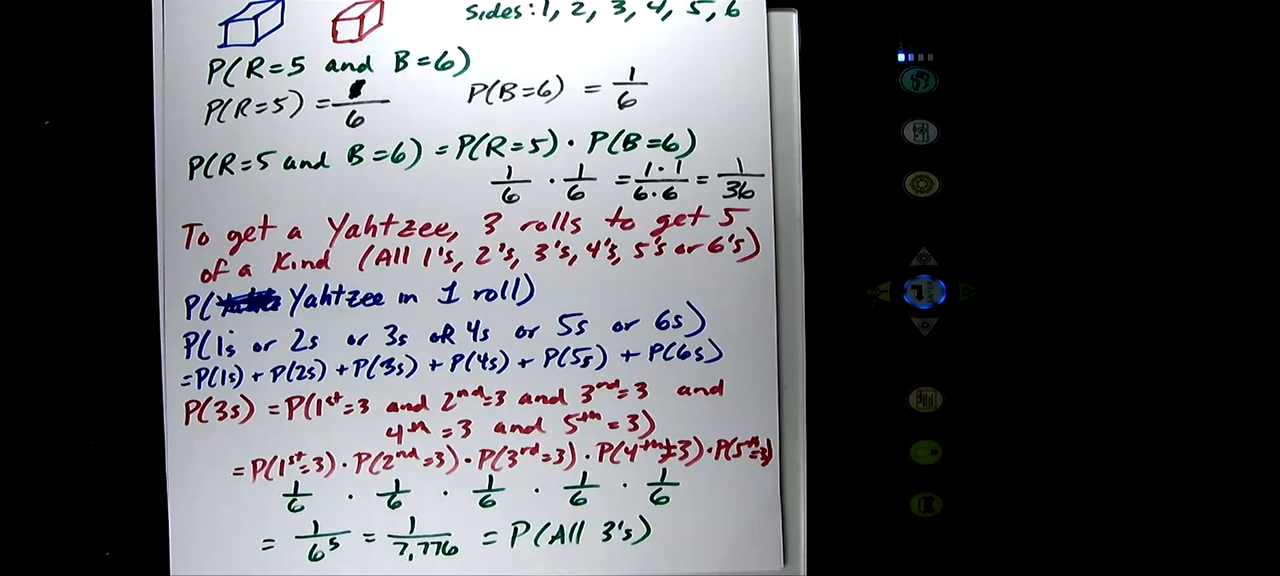 Sides: 1, 2, 3, 4, 5, 6
P(R=5 and B=6)
P(R=5) = 1/6 P(B=6) = 1/6
P(R=5 and B=6) = P(R=5) · P(B=6)
1/6 · 1/6 = 1·1/6·6 = 1/36
To get a Yahtzee, 3 rolls to get 5
of a kind (All 1's, 2's, 3's, 4's, 5's or 6's)
P( Yahtzee in 1 roll)
P(1s or 2s or 3s OR 4s or 5s or 6s)
= P(1s) + P(2s) + P(3s) + P(4s) + P(5s) + P(6s)
P(3s) = P(1st=3 and 2nd=3 and 3rd=3 and
4th=3 and 5th=3)
= P(1st=3) · P(2nd=3) · P(3rd=3) · P(4th=3) · P(5th=3)
1/6 · 1/6 · 1/6 · 1/6 · 1/6
= 1/6⁵ = 1/7,776 = P(All 3's)